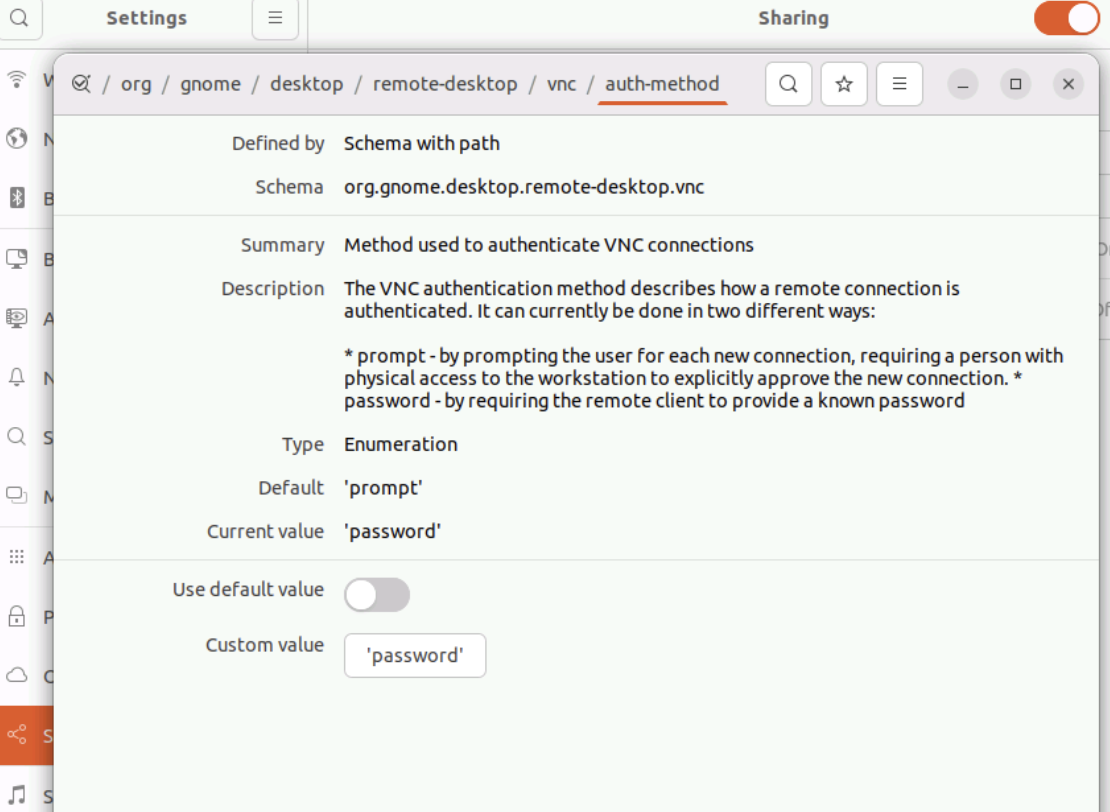 Settings
Sharing
/ org / gnome / desktop / remote-desktop / vnc / auth-method
Defined by Schema with path
Schema org.gnome.desktop.remote-desktop.vnc
Summary Method used to authenticate VNC connections
Description The VNC authentication method describes how a remote connection is
authenticated. It can currently be done in two different ways:
* prompt - by prompting the user for each new connection, requiring a person with
physical access to the workstation to explicitly approve the new connection. *
password - by requiring the remote client to provide a known password
Type Enumeration
Default 'prompt'
Current value 'password'
Use default value
Custom value 'password'